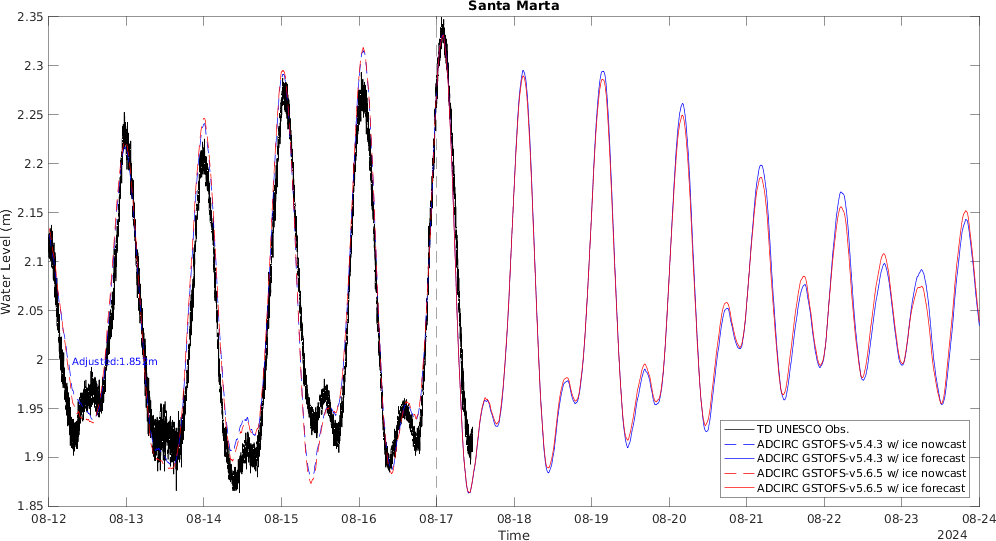 Santa Marta
2.35
2.3
2.25
2.2
2.15
2.1
2.05
2
1.95
1.9
1.85
Water Level (m)
Adjusted:1.851m
TD UNESCO Obs.
ADCIRC GSTOFS-v5.4.3 w/ ice nowcast
ADCIRC GSTOFS-v5.4.3 w/ ice forecast
ADCIRC GSTOFS-v5.6.5 w/ ice nowcast
ADCIRC GSTOFS-v5.6.5 w/ ice forecast
08-12 08-13 08-14 08-15 08-16 08-17 08-18 08-19 08-20 08-21 08-22 08-23 08-24
Time
2024